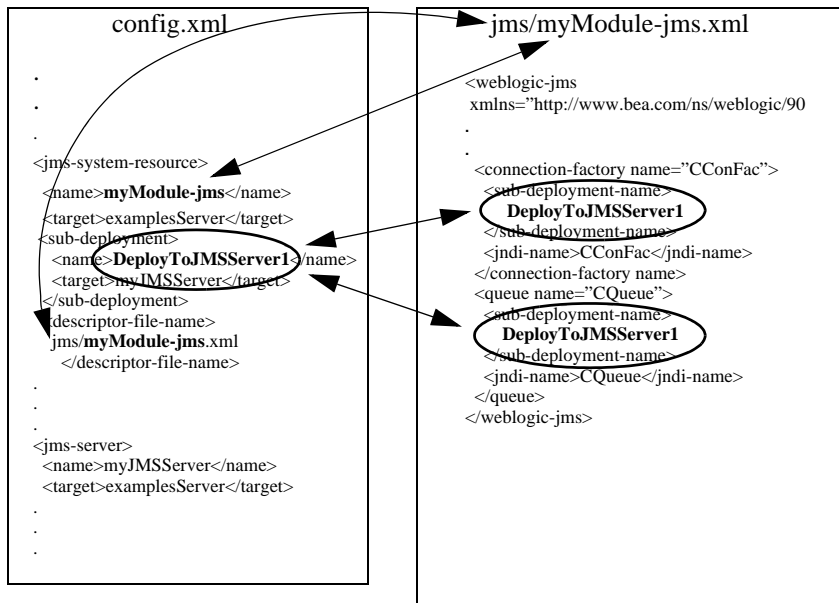 config.xml
.
.
.
<jms-system-resource>
<name>myModule-jms</name>
<target>examplesServer</target>
<sub-deployment>
<name>DeployToJMSServer1</name>
<target>myJMSServer</target>
</sub-deployment>
<descriptor-file-name>
jms/myModule-jms.xml
</descriptor-file-name>
.
.
.
<jms-server>
<name>myJMSServer</name>
<target>examplesServer</target>
.
.
.
jms/myModule-jms.xml
<weblogic-jms
xmlns=”http://www.bea.com/ns/weblogic/90
.
.
<connection-factory name=”CConFac”>
<sub-deployment-name>
DeployToJMSServer1
</sub-deployment-name>
<jndi-name>CConFac</jndi-name>
</connection-factory name>
<queue name=”CQueue”>
<sub-deployment-name>
DeployToJMSServer1
</sub-deployment-name>
<jndi-name>CQueue</jndi-name>
</queue>
</weblogic-jms>